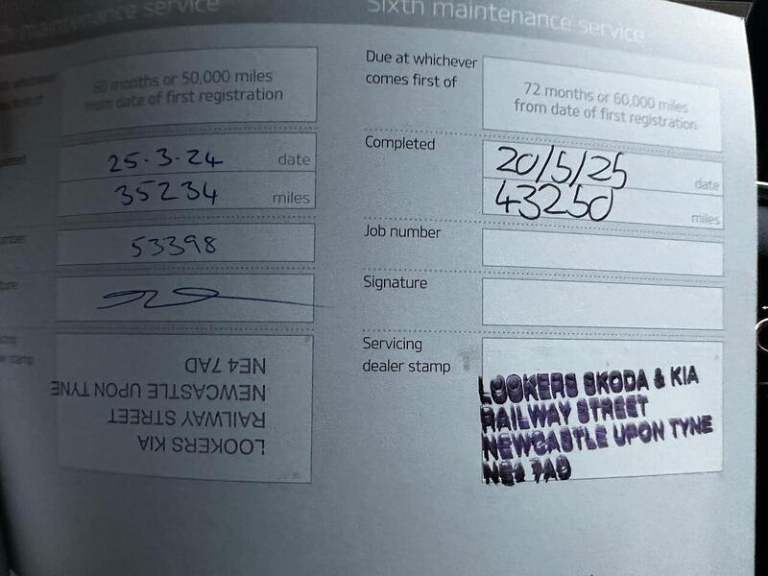 maintenance service
months or 50,000 miles
from date of first registration
25.3.24 date
35234 miles
53398
LOOKERS KIA
RAILWAY STREET
NEWCASTLE UPON TYNE
NE4 7AD
Sixth maintenance service
Due at whichever
comes first of
72 months or 60,000 miles
from date of first registration
Completed
20/5/25 date
43250 miles
Job number
Signature
Servicing
dealer stamp
LOOKERS SKODA & KIA
RAILWAY STREET
NEWCASTLE UPON TYNE
7AD